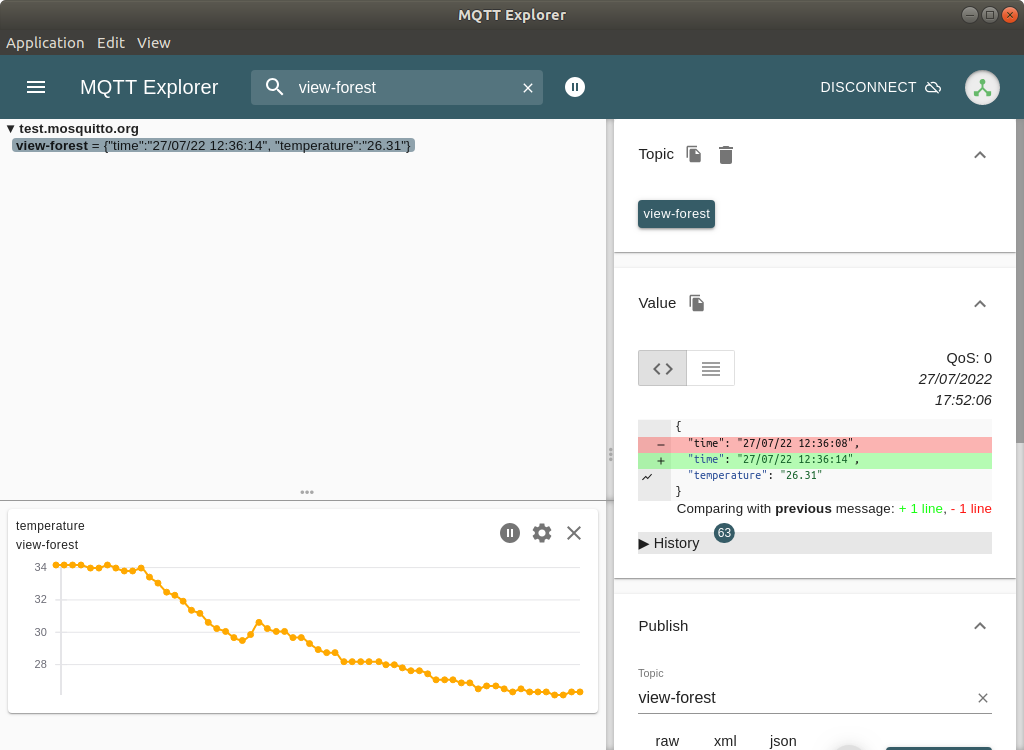 MQTT Explorer
Application Edit View
MQTT Explorer
view-forest
DISCONNECT
▼ test.mosquitto.org
view-forest = {"time":"27/07/22 12:36:14", "temperature":"26.31"}
Topic
view-forest
Value
QoS: 0
27/07/2022
17:52:06
{
- "time": "27/07/22 12:36:08",
+ "time": "27/07/22 12:36:14",
"temperature": "26.31"
}
Comparing with previous message: + 1 line, - 1 line
▶ History 63
temperature
view-forest
34
32
30
28
Publish
Topic
view-forest
raw xml json